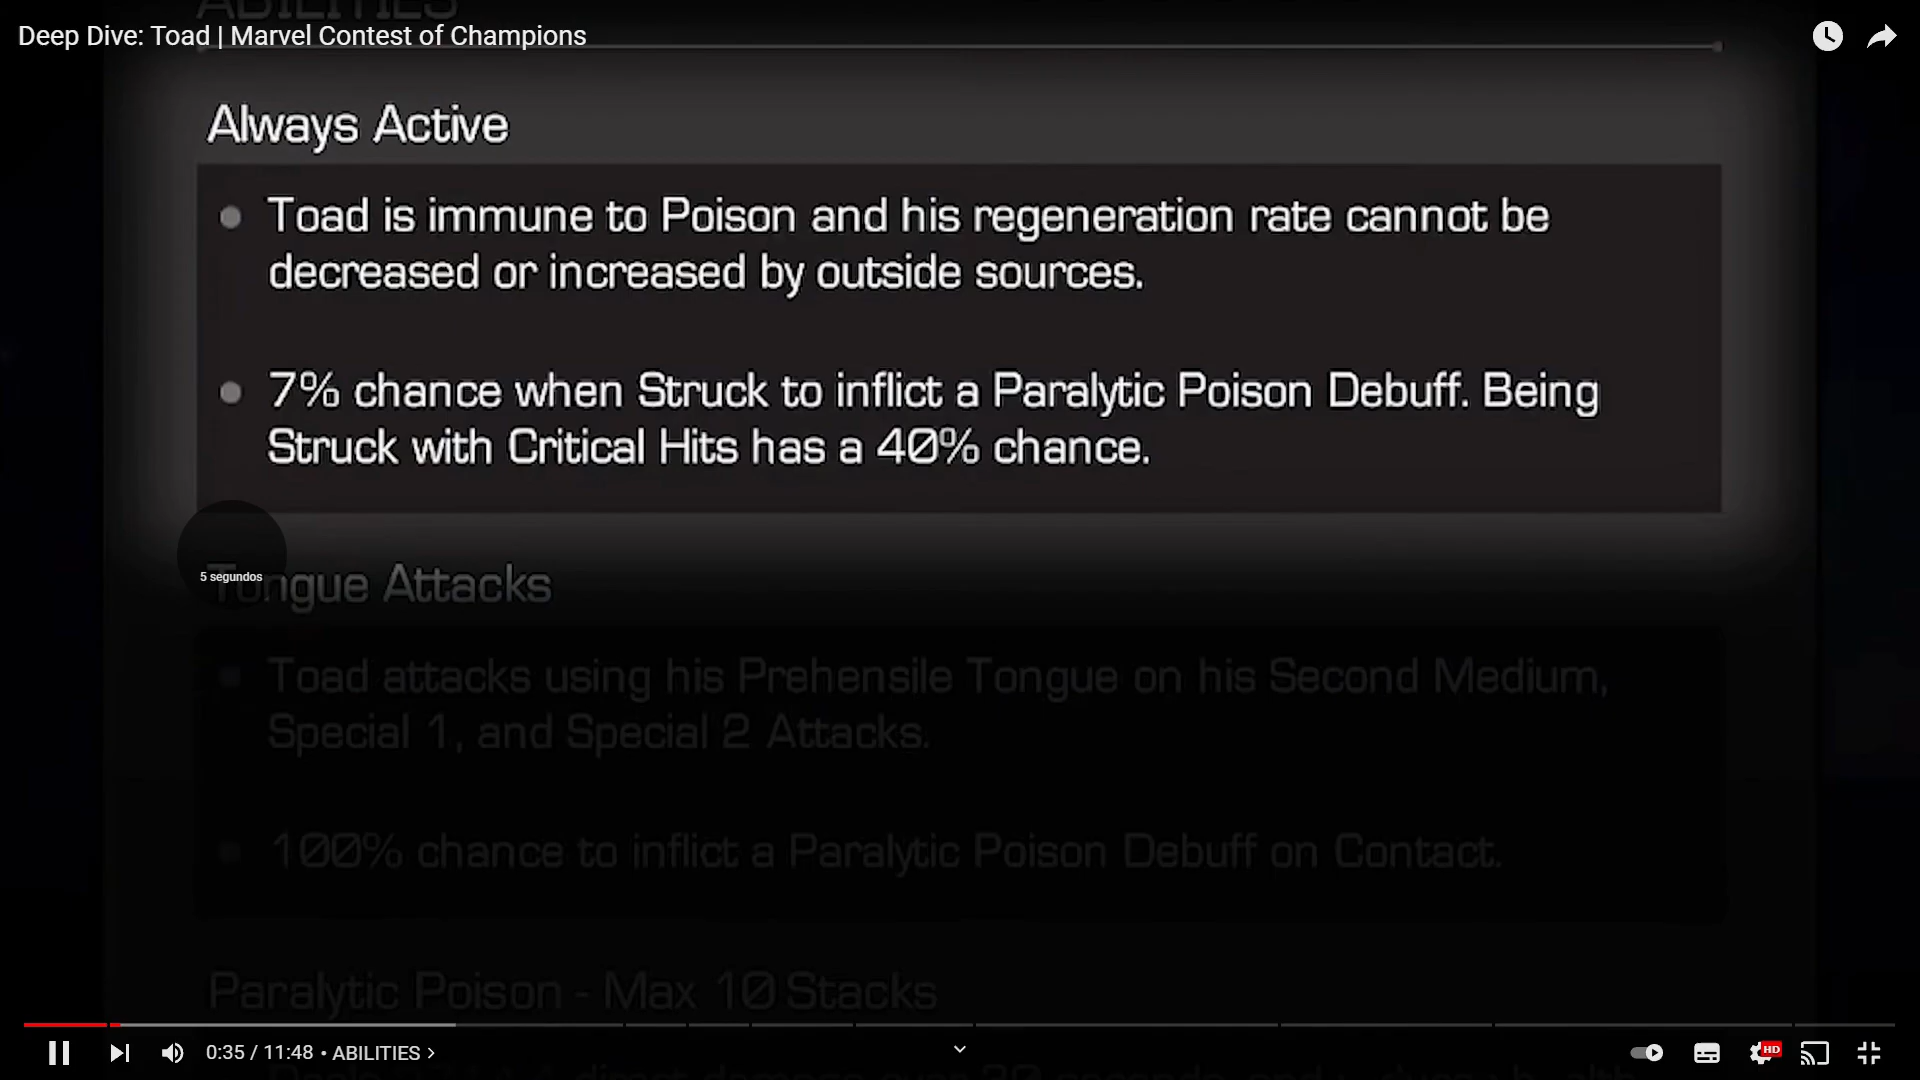 ABILITIES
Deep Dive: Toad | Marvel Contest of Champions
Always Active
Toad is immune to Poison and his regeneration rate cannot be
decreased or increased by outside sources.
7% chance when Struck to inflict a Paralytic Poison Debuff. Being
Struck with Critical Hits has a 40% chance.
5 segundos
Tongue Attacks
Toad attacks using his Prehensile Tongue on his Second Medium,
Special 1, and Special 2 Attacks.
100% chance to inflict a Paralytic Poison Debuff on Contact.
Paralytic Poison - Max 10 Stacks
0:35 / 11:48 • ABILITIES
HD